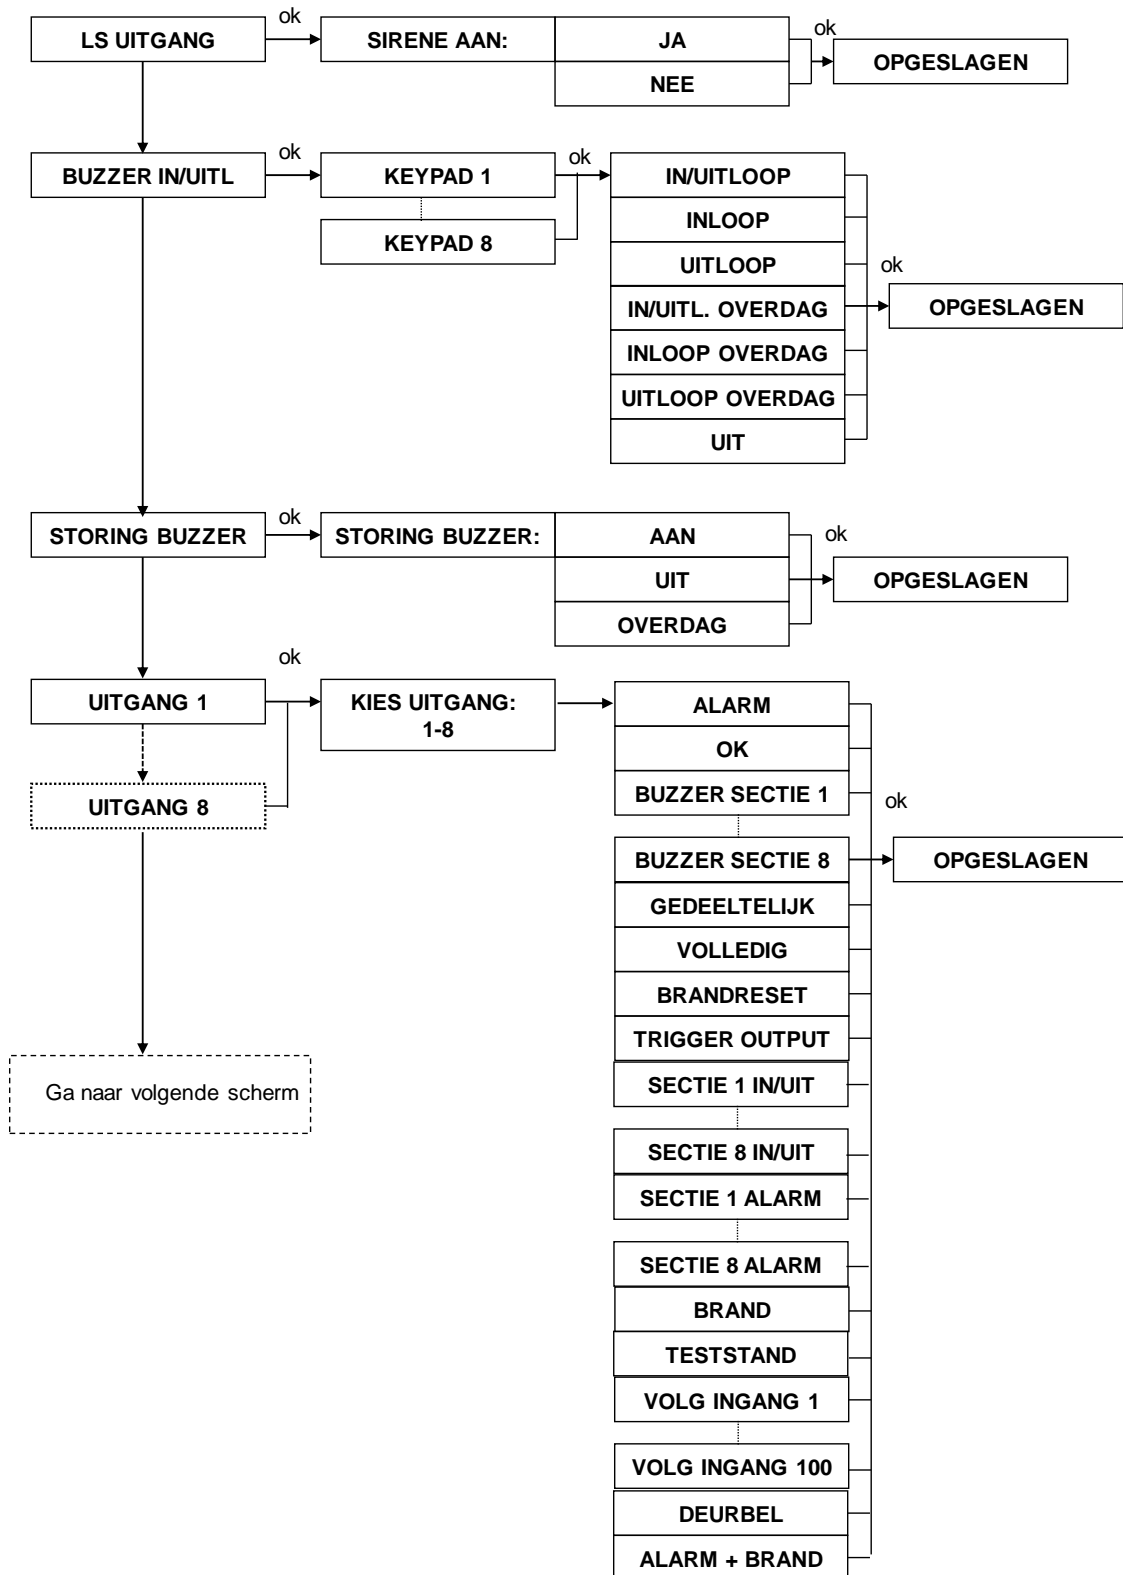 LS UITGANG
ok
SIRENE AAN:
JA
NEE
ok
OPGESLAGEN
BUZZER IN/UITL
ok
KEYPAD 1
KEYPAD 8
ok
IN/UITLOOP
INLOOP
UITLOOP
IN/UITL. OVERDAG
INLOOP OVERDAG
UITLOOP OVERDAG
UIT
ok
OPGESLAGEN
STORING BUZZER
ok
STORING BUZZER:
AAN
UIT
OVERDAG
ok
OPGESLAGEN
UITGANG 1
UITGANG 8
ok
KIES UITGANG:
1-8
ALARM
OK
BUZZER SECTIE 1
BUZZER SECTIE 8
GEDEELTELIJK
VOLLEDIG
BRANDRESET
TRIGGER OUTPUT
SECTIE 1 IN/UIT
SECTIE 8 IN/UIT
SECTIE 1 ALARM
SECTIE 8 ALARM
BRAND
TESTSTAND
VOLG INGANG 1
VOLG INGANG 100
DEURBEL
ALARM + BRAND
ok
OPGESLAGEN
Ga naar volgende scherm